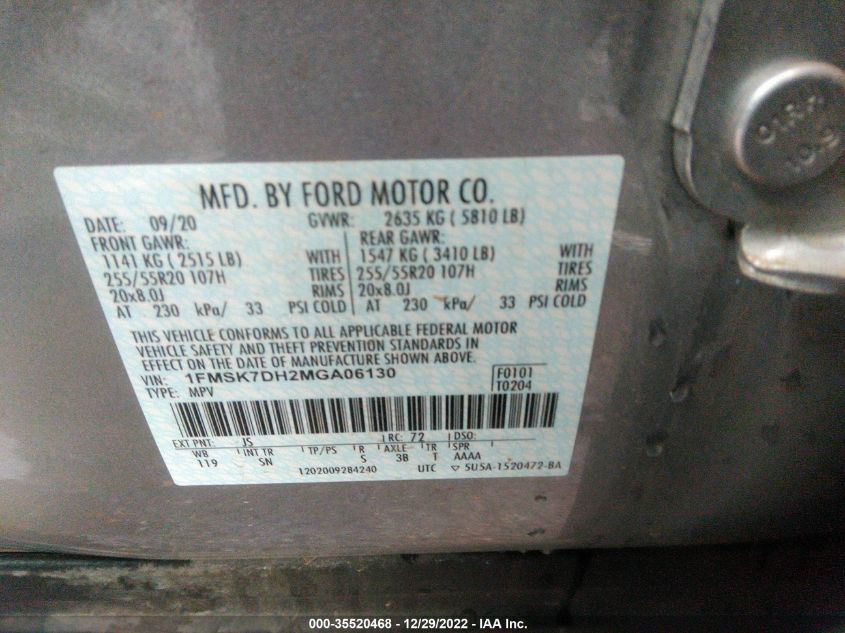 MFD. BY FORD MOTOR CO.
DATE: 09/20 GVWR: 2635 KG ( 5810 LB)
FRONT GAWR: REAR GAWR:
1141 KG ( 2515 LB) WITH 1547 KG ( 3410 LB) WITH
255/55R20 107H TIRES 255/55R20 107H TIRES
20x8.0J RIMS 20x8.0J RIMS
AT 230 kPa/ 33 PSI COLD AT 230 kPa/ 33 PSI COLD
THIS VEHICLE CONFORMS TO ALL APPLICABLE FEDERAL MOTOR
VEHICLE SAFETY AND THEFT PREVENTION STANDARDS IN
EFFECT ON THE DATE OF MANUFACTURE SHOWN ABOVE.
VIN: 1FMSK7DH2MGA06130 F0101
TYPE: MPV T0204
EXT PNT: JS RC: 72 DSO:
WB INT TR TP/PS R AXLE TR SPR
119 SN S 3B T AAAA
1202009284240 UTC ▽ 5U5A-1520472-BA
000-35520468 - 12/29/2022 - IAA Inc.